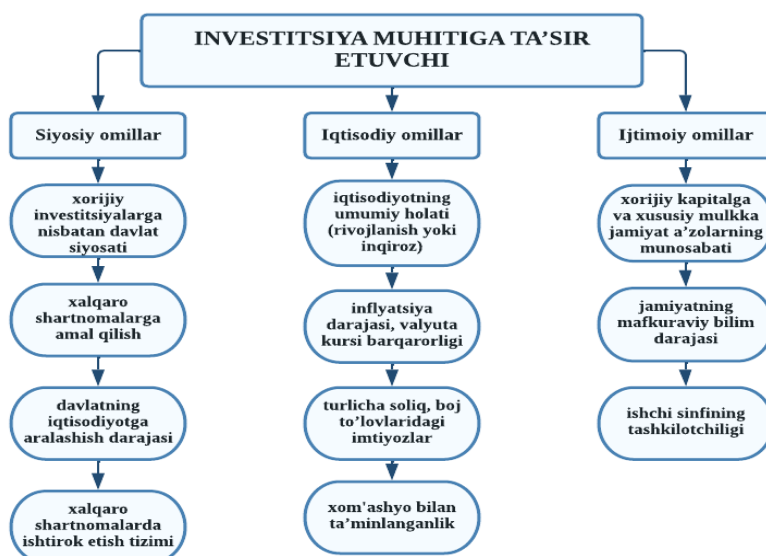 INVESTITSIYA MUHITIGA TA’SIR
ETUVCHI
Siyosiy omillar
xorijiy
investitsiyalarga
nisbatan davlat
siyosati
xalqaro
shartnomalarga
amal qilish
davlatning
iqtisodiyotga
aralashish darajasi
xalqaro
shartnomalarda
ishtirok etish tizimi
Iqtisodiy omillar
iqtisodiyotning
umumiy holati
(rivojlanish yoki
inqiroz)
inflyatsiya
darajasi, valyuta
kursi barqarorligi
turlicha soliq, boj
to’lovlaridagi
imtiyozlar
xom'ashyo bilan
ta’minlanganlik
Ijtimoiy omillar
xorijiy kapitalga
va xususiy mulkka
jamiyat a’zolarning
munosabati
jamiyatning
mafkuraviy bilim
darajasi
ishchi sinfining
tashkilotchiligi